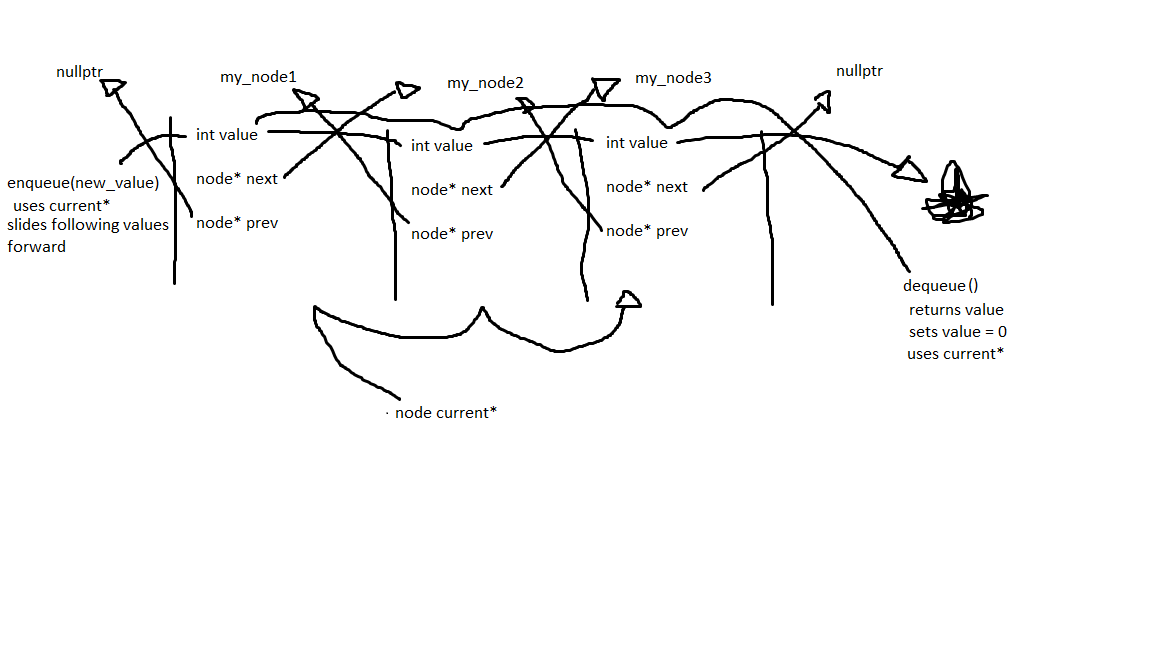 nullptr
my_node1
my_node2
my_node3
nullptr
int value
node* next
node* prev
int value
node* next
node* prev
int value
node* next
node* prev
enqueue(new_value)
uses current*
slides following values
forward
dequeue()
returns value
sets value = 0
uses current*
node current*